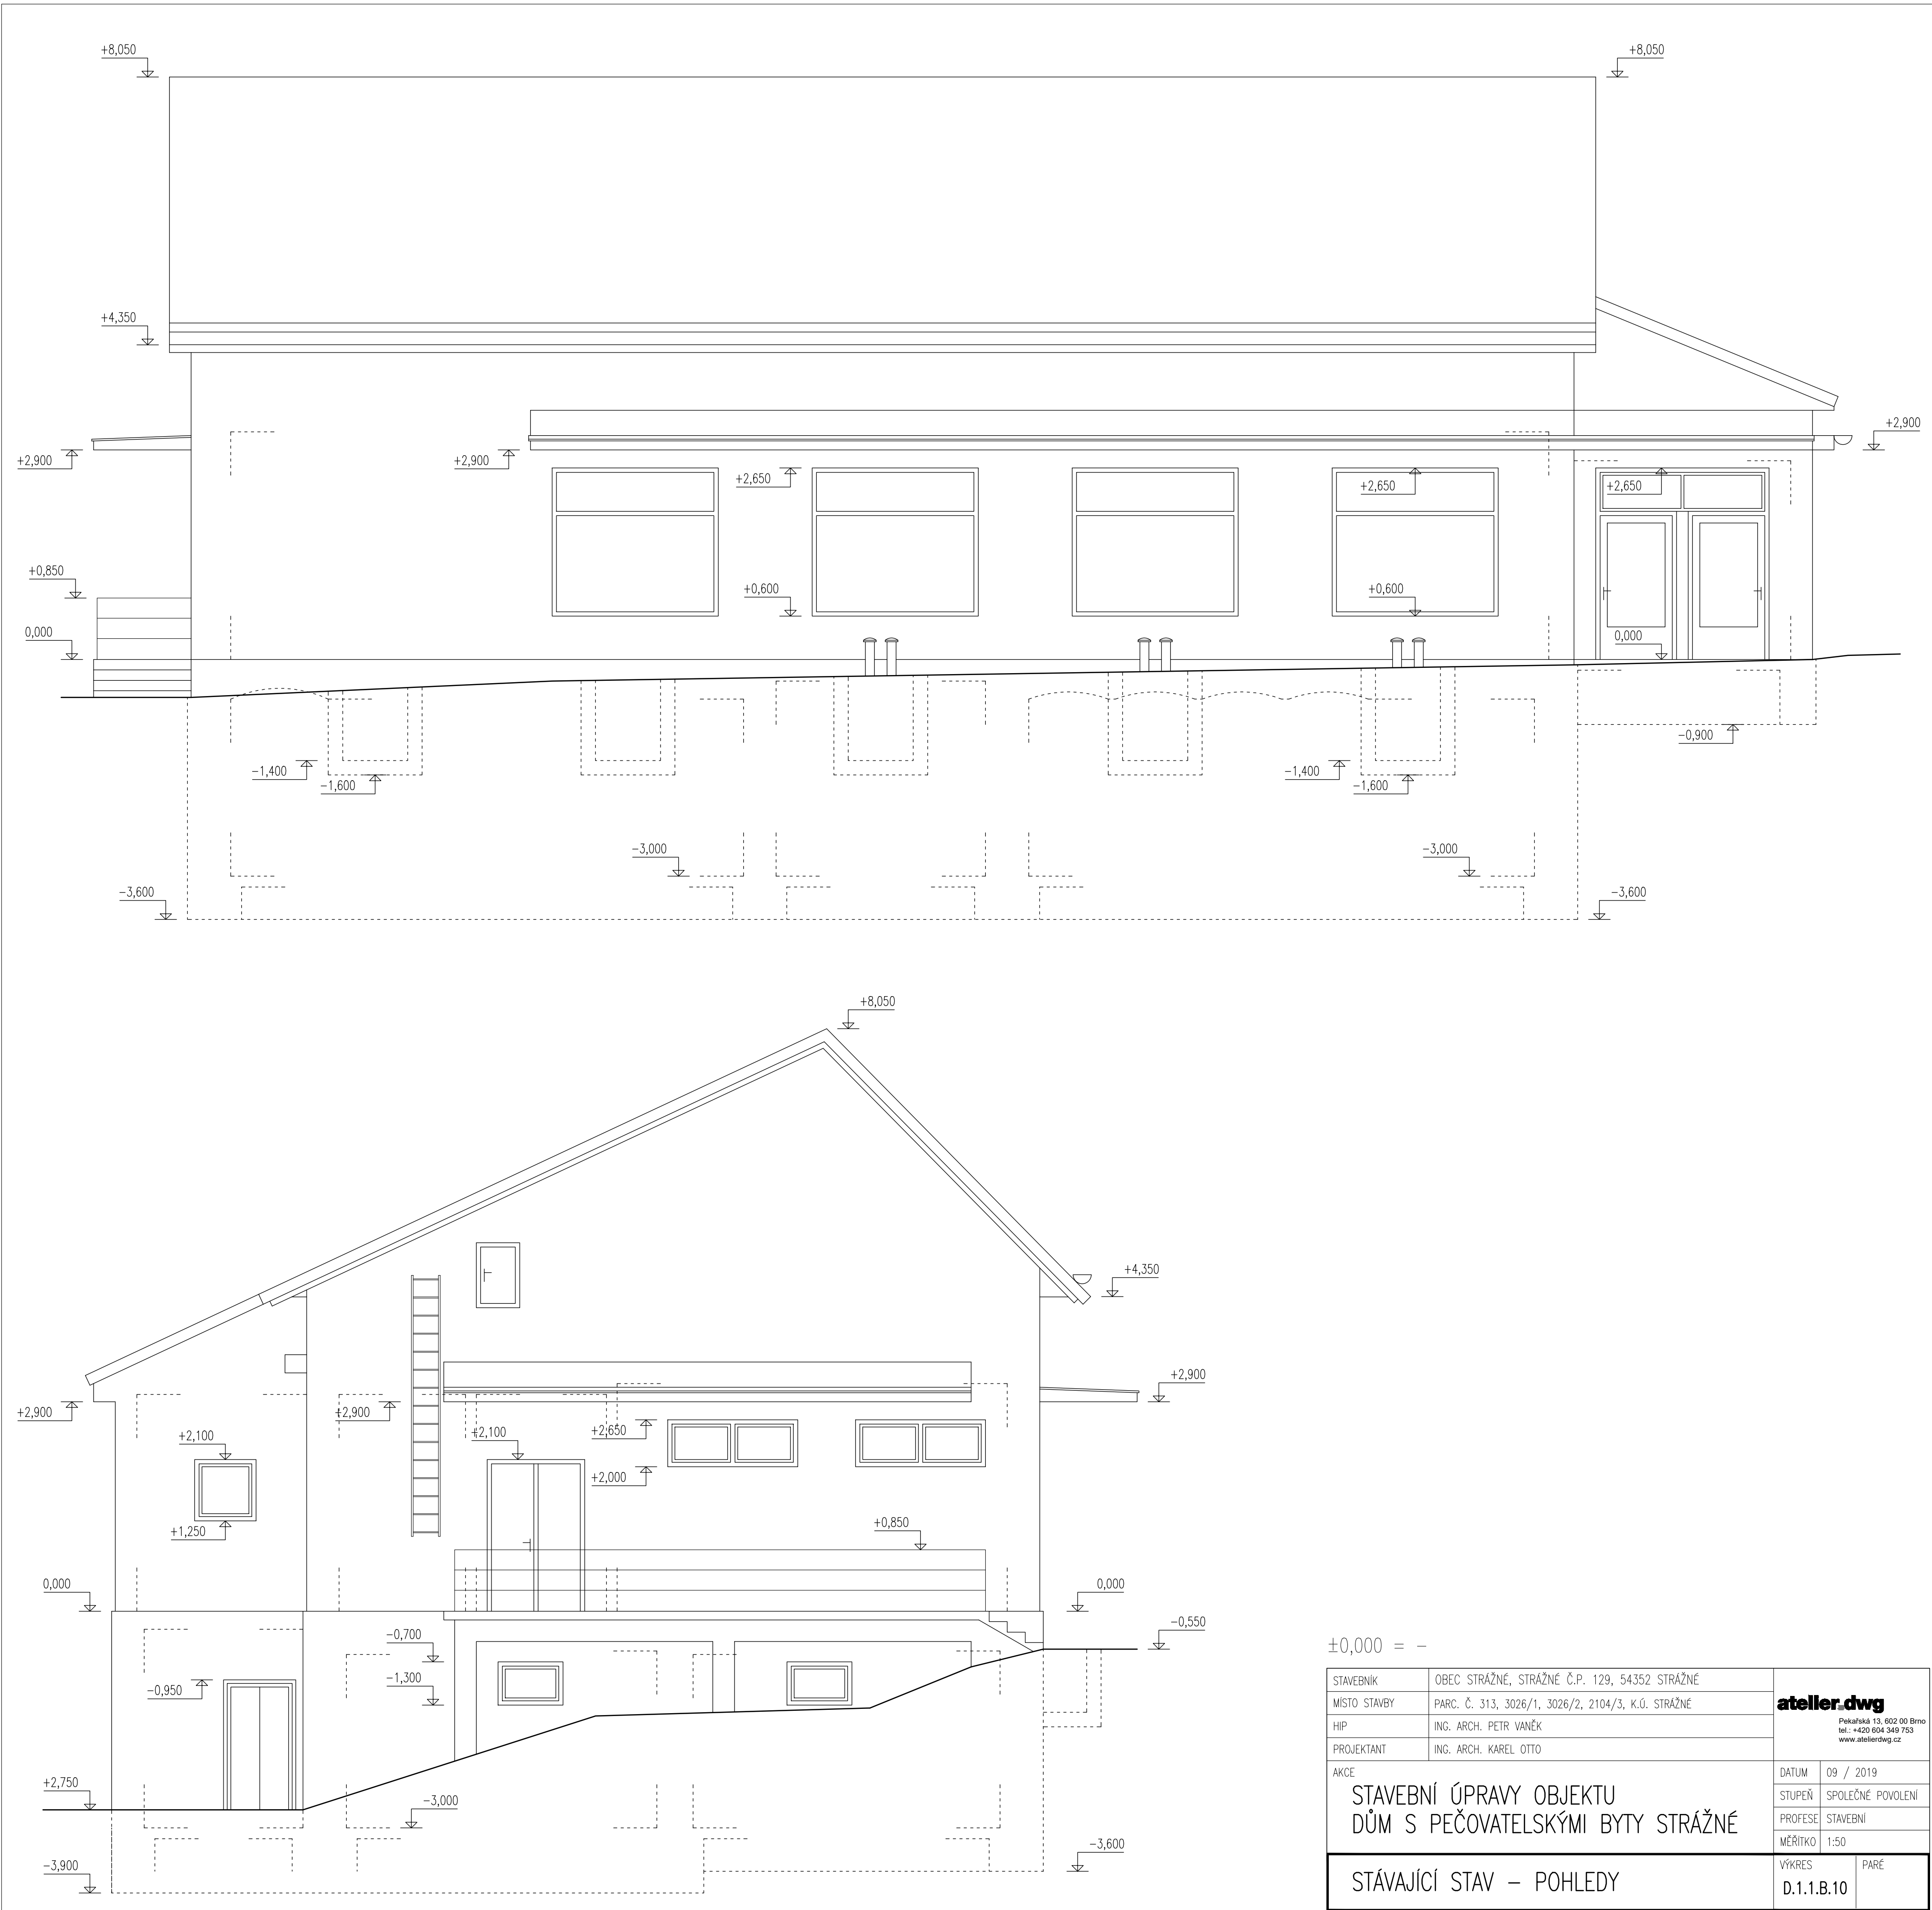 +8,050
+8,050
+4,350
+2,900
+2,900
+2,900
+2,650
+2,650
+2,650
+0,850
+0,600
+0,600
0,000
0,000
-0,900
-1,400
-1,600
-1,400
-1,600
-3,000
-3,000
-3,600
-3,600
+8,050
+4,350
+2,900
+2,900
+2,900
+2,100
+2,100
+2,650
+2,000
+1,250
+0,850
0,000
0,000
-0,550
-0,700
-1,300
-0,950
+2,750
-3,000
-3,600
-3,900
±0,000 = -
STAVEBNÍK OBEC STRÁŽNÉ, STRÁŽNÉ Č.P. 129, 54352 STRÁŽNÉ
MÍSTO STAVBY PARC. Č. 313, 3026/1, 3026/2, 2104/3, K.Ú. STRÁŽNÉ
HIP ING. ARCH. PETR VANĚK
PROJEKTANT ING. ARCH. KAREL OTTO
atelier.dwg
Pekařská 13, 602 00 Brno
tel.: +420 604 349 753
www.atelierdwg.cz
AKCE
STAVEBNÍ ÚPRAVY OBJEKTU
DŮM S PEČOVATELSKÝMI BYTY STRÁŽNÉ
DATUM 09 / 2019
STUPEŇ SPOLEČNÉ POVOLENÍ
PROFESE STAVEBNÍ
MĚŘÍTKO 1:50
STÁVAJÍCÍ STAV - POHLEDY
VÝKRES PARÉ
D.1.1.B.10